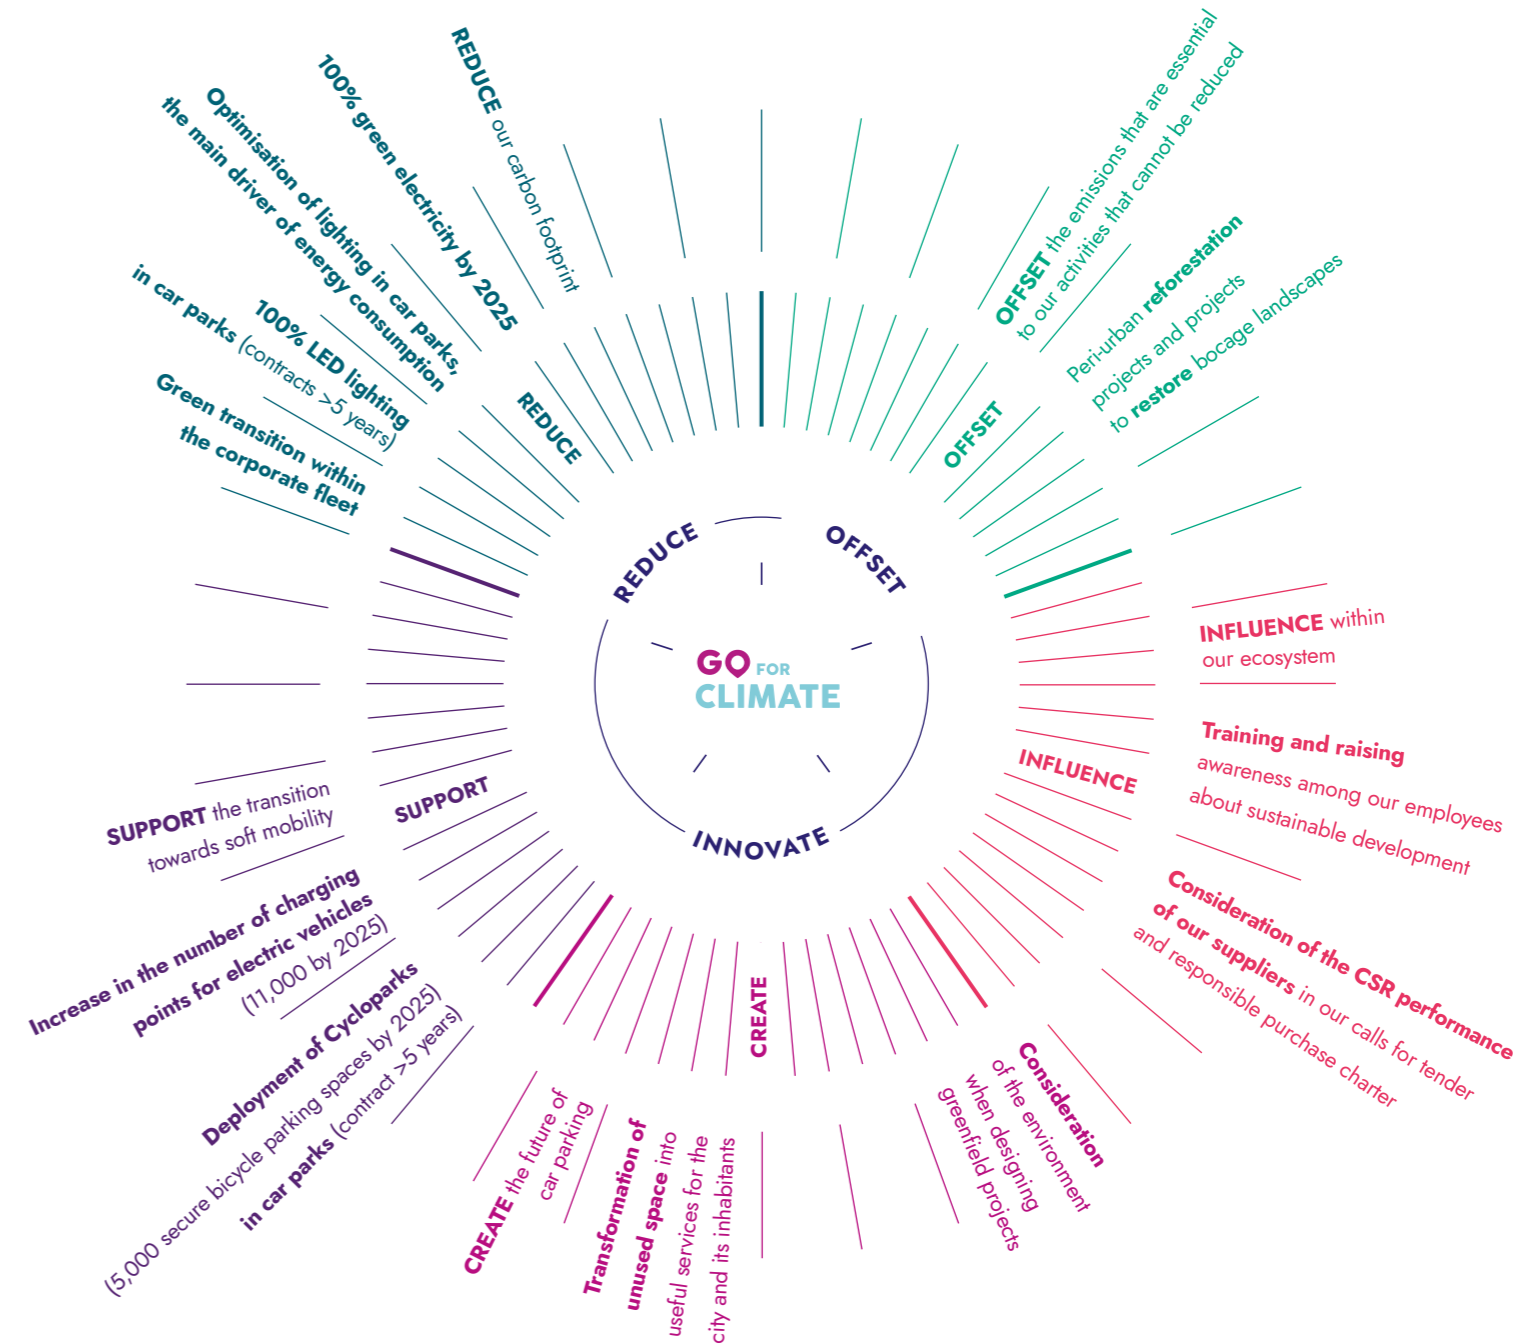 GO FOR
CLIMATE
REDUCE
OFFSET
INNOVATE
REDUCE
REDUCE our carbon footprint
100% green electricity by 2025
Optimisation of lighting in car parks,
the main driver of energy consumption
100% LED lighting
in car parks (contracts >5 years)
Green transition within
the corporate fleet
OFFSET
OFFSET the emissions that are essential
to our activities that cannot be reduced
Peri-urban reforestation
projects and projects
to restore bocage landscapes
INFLUENCE
INFLUENCE within
our ecosystem
Training and raising
awareness among our employees
about sustainable development
Consideration of the CSR performance
of our suppliers in our calls for tender
and responsible purchase charter
CREATE
CREATE the future of
car parking
Transformation of
unused space into
useful services for the
city and its inhabitants
Consideration
of the environment
when designing
greenfield projects
SUPPORT
SUPPORT the transition
towards soft mobility
Increase in the number of charging
points for electric vehicles
(11,000 by 2025)
Deployment of Cycloparks
(5,000 secure bicycle parking spaces by 2025)
in car parks (contract >5 years)